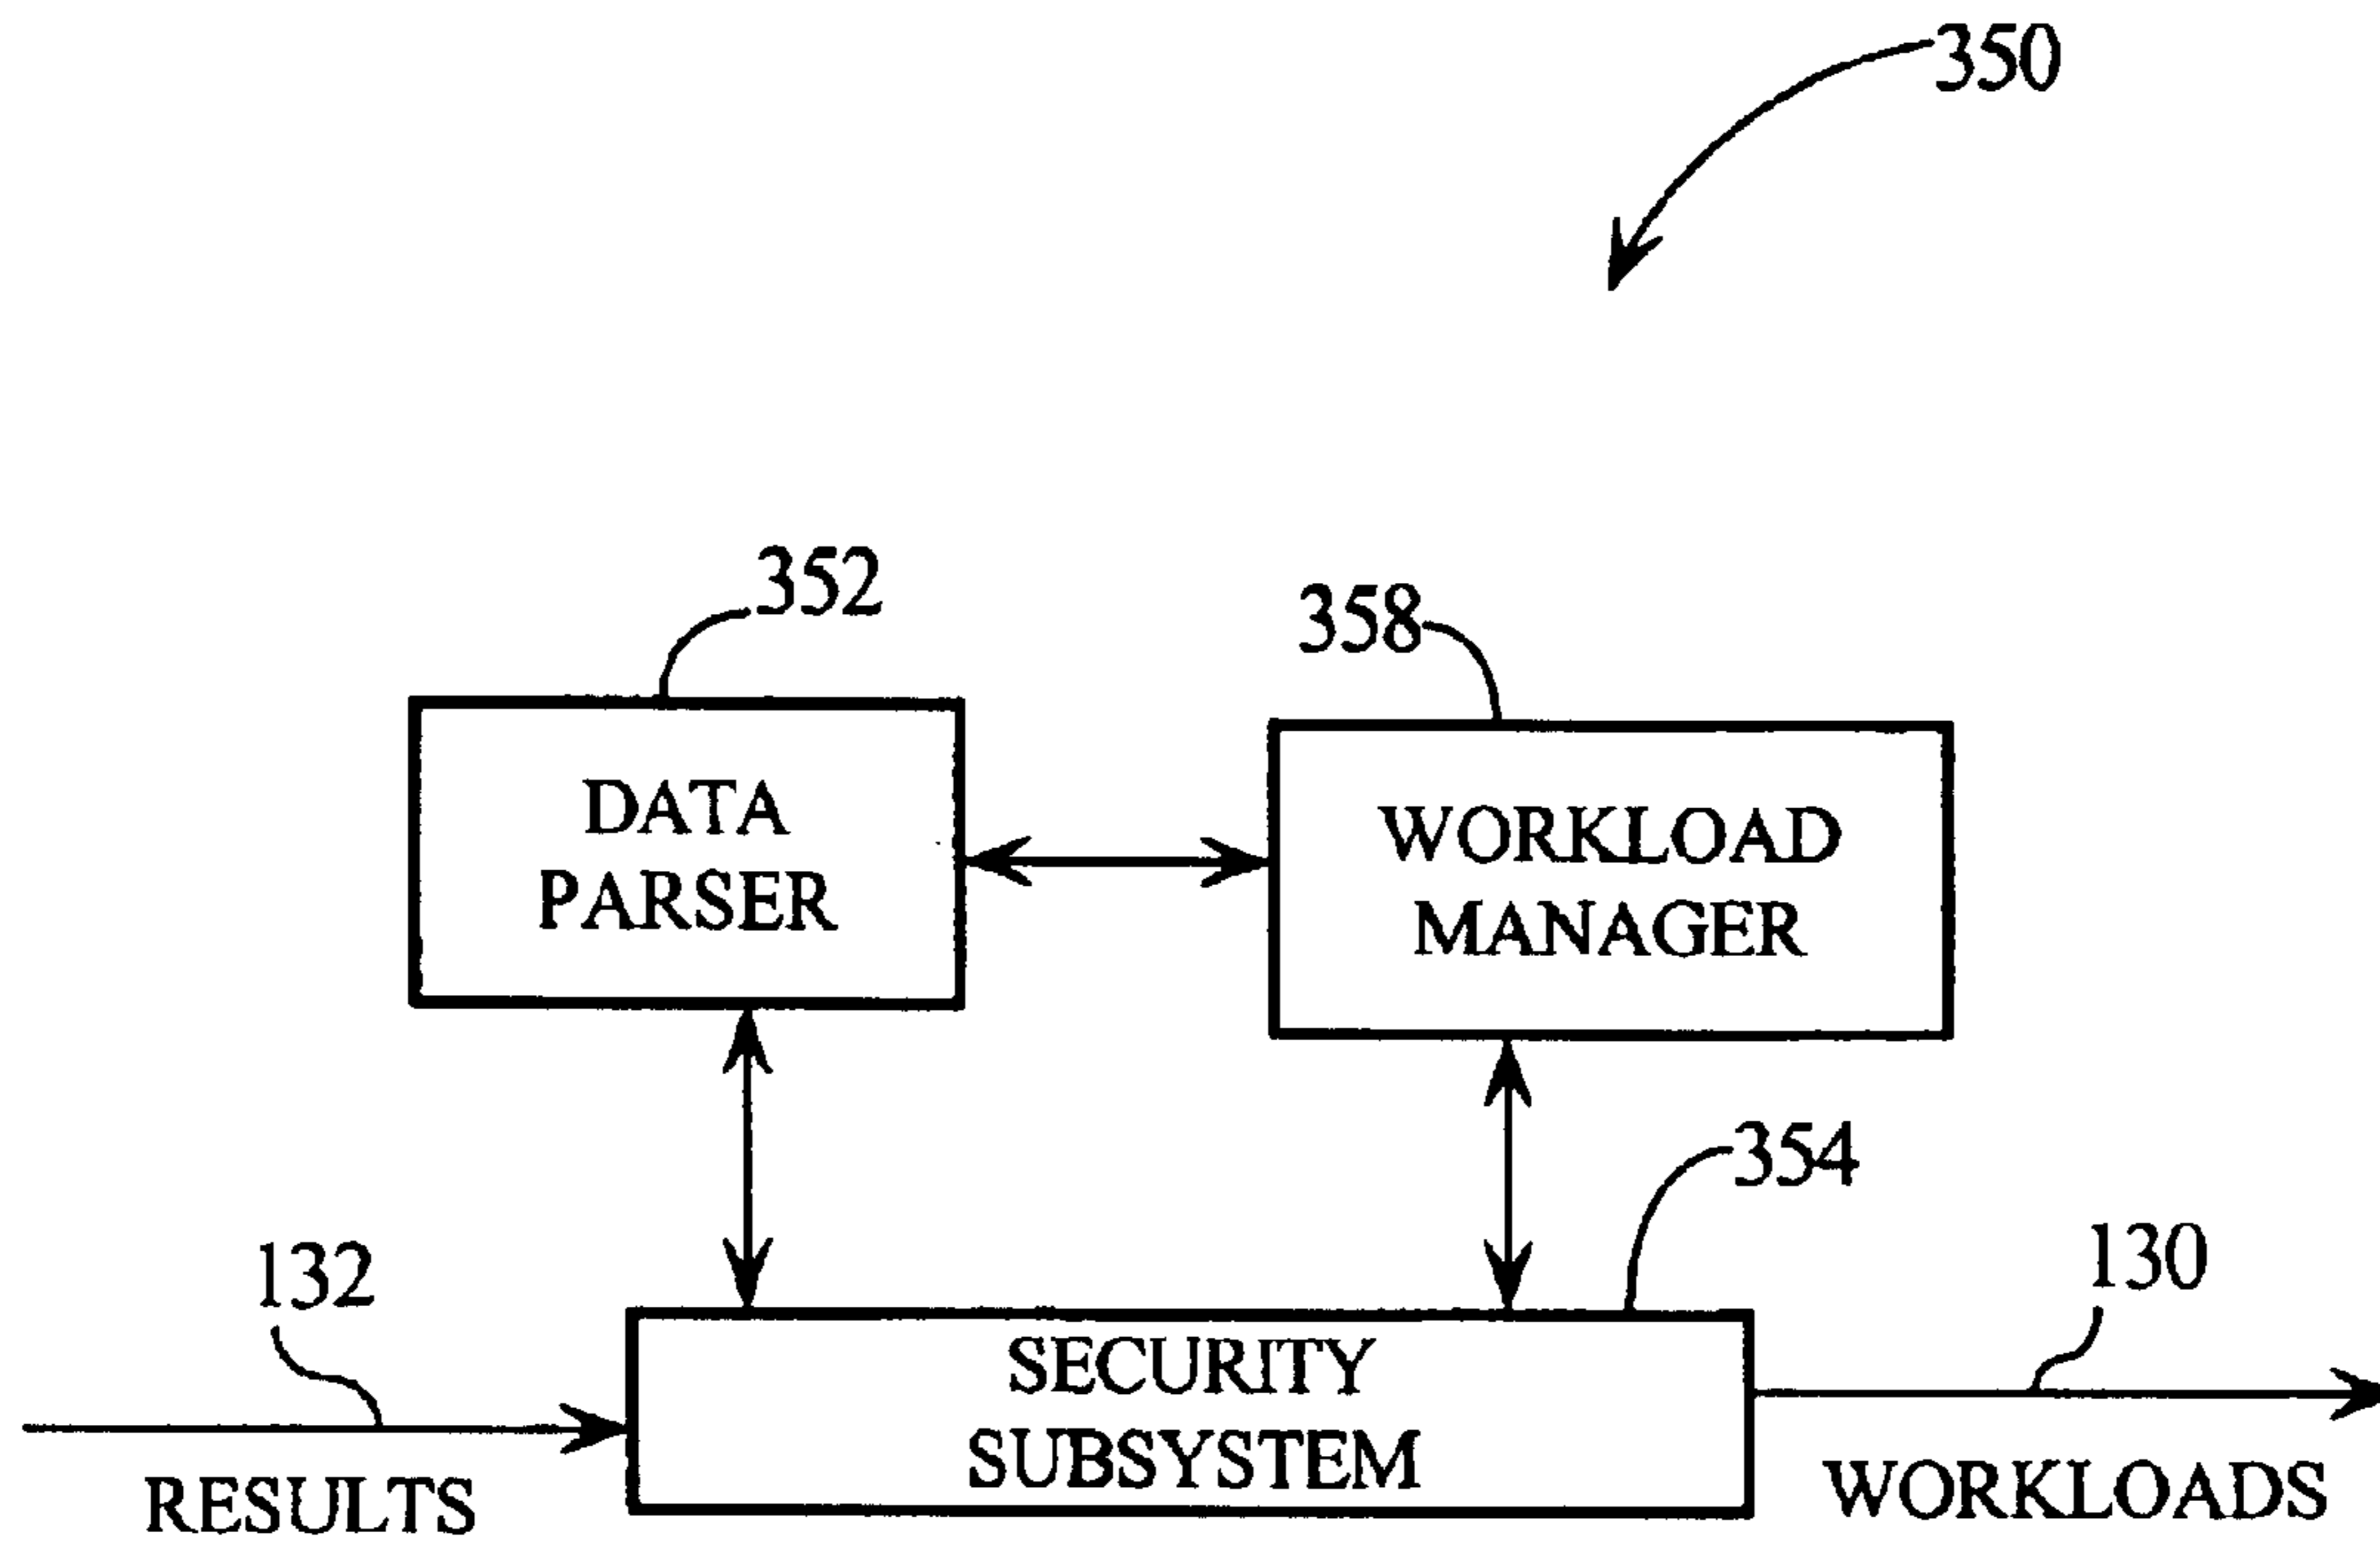 350
352
358
DATA
PARSER
WORKLOAD
MANAGER
354
132
130
SECURITY
SUBSYSTEM
RESULTS
WORKLOADS